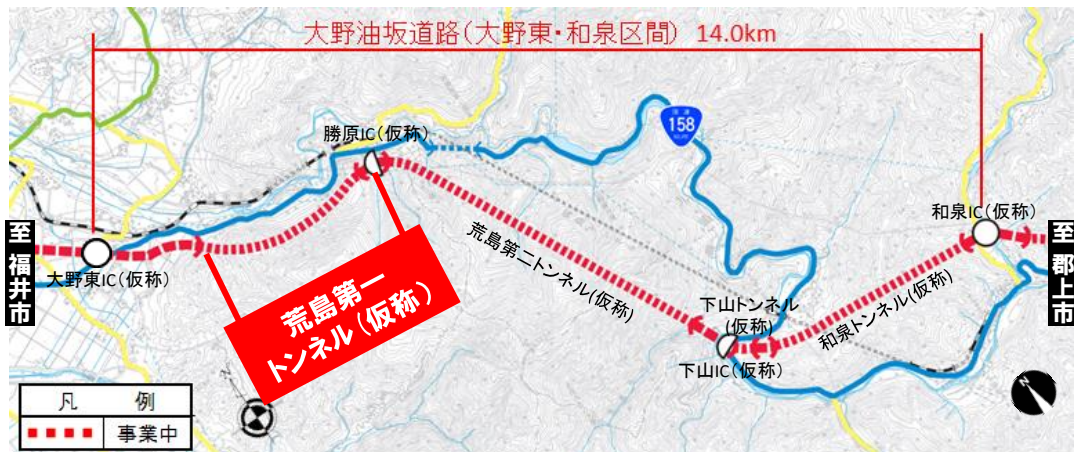 大野油坂道路(大野東・和泉区間) 14.0km
158
勝原IC(仮称)
和泉IC(仮称)
至 福井市
至 郡上市
大野東IC(仮称)
荒島第一
トンネル(仮称)
荒島第二トンネル(仮称)
下山トンネル
(仮称)
和泉トンネル(仮称)
下山IC(仮称)
凡 例
事業中
N